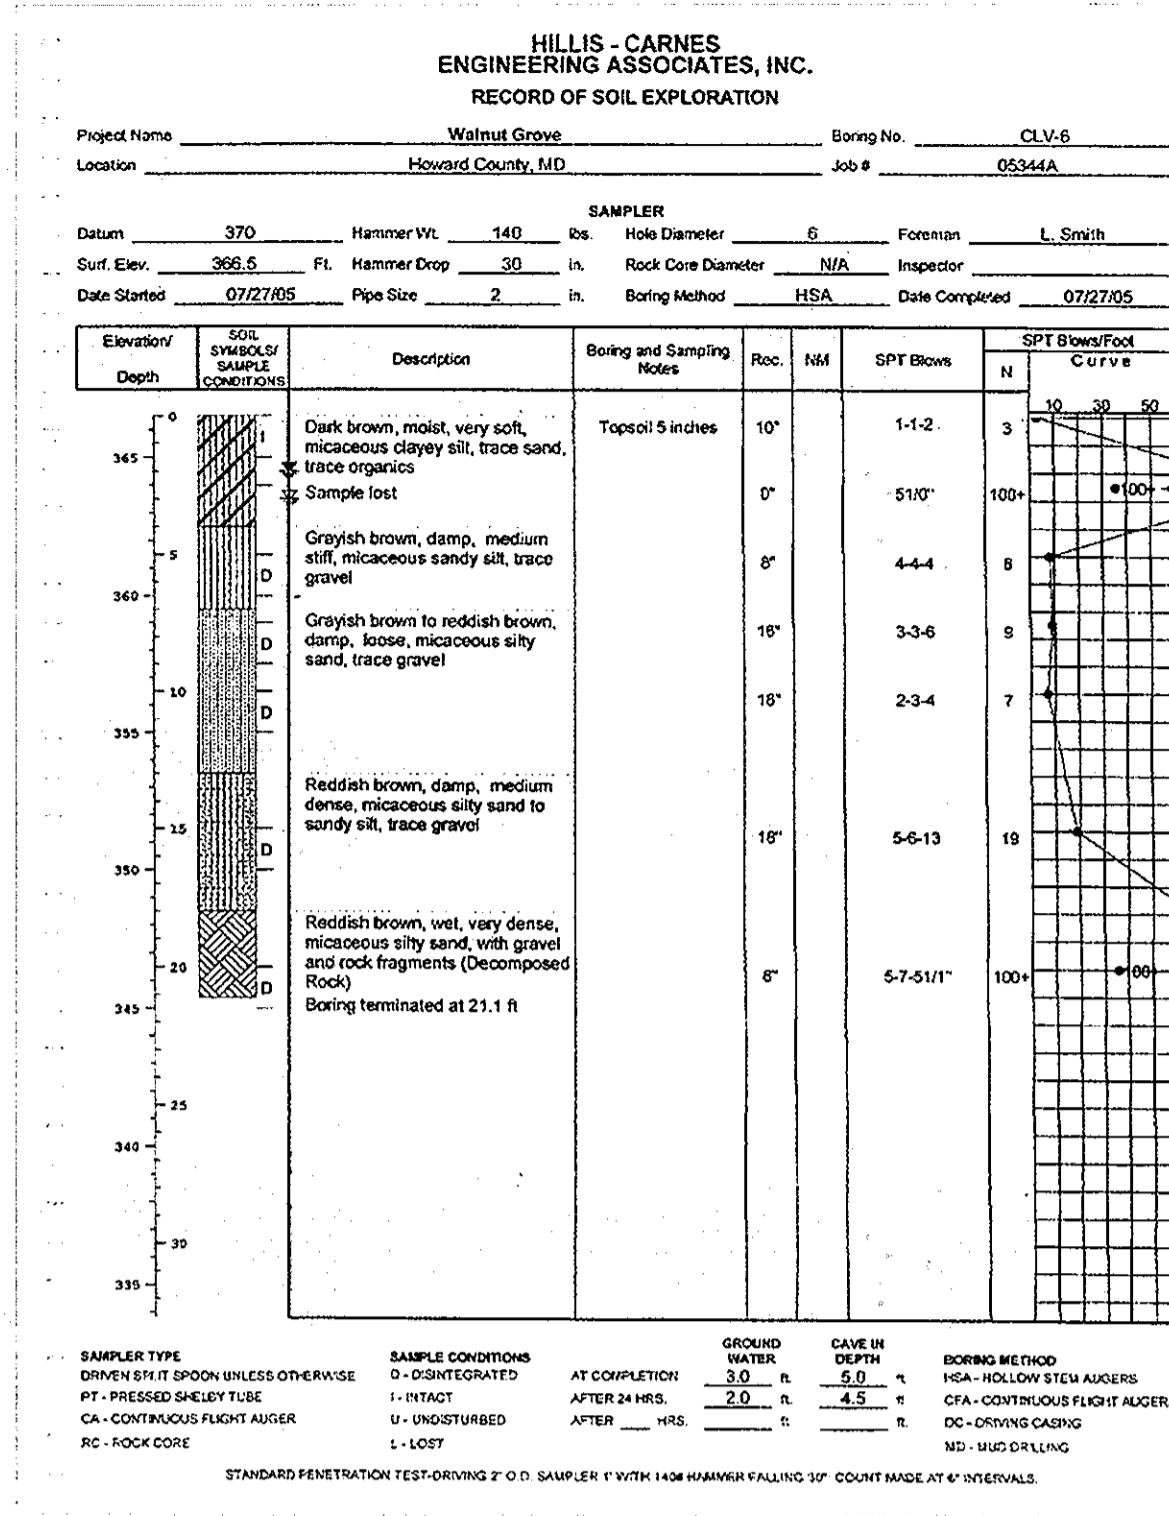 HILLIS - CARNES
ENGINEERING ASSOCIATES, INC.
RECORD OF SOIL EXPLORATION
Project Name Walnut Grove Boring No. CLV-6
Location Howard County, MD Job # 05344A
SAMPLER
Datum 370 Hammer Wt. 140 lbs. Hole Diameter 6 Foreman L. Smith
Surf. Elev. 366.5 Ft. Hammer Drop 30 in. Rock Core Diameter N/A Inspector
Date Started 07/27/05 Pipe Size 2 in. Boring Method HSA Date Completed 07/27/05
Elevation/ Depth SOIL SYMBOLS/ SAMPLE CONDITIONS Description Boring and Sampling Notes Rec. NM SPT Blows N SPT Blows/Foot Curve
10 30 50
0 I Dark brown, moist, very soft, Topsoil 5 inches 10" 1-1-2 3
micaceous clayey silt, trace sand,
365 trace organics
Sample lost 0" 51/0" 100+ 100+
Grayish brown, damp, medium
5 stiff, micaceous sandy silt, trace 8" 4-4-4 8
D gravel
360
Grayish brown to reddish brown, 16" 3-3-6 9
D damp, loose, micaceous silty
sand, trace gravel
10 D 18" 2-3-4 7
355
Reddish brown, damp, medium
dense, micaceous silty sand to
15 sandy silt, trace gravel 18" 5-6-13 19
D
350
Reddish brown, wet, very dense,
micaceous silty sand, with gravel
20 and rock fragments (Decomposed 8" 5-7-51/1" 100+ 00
D Rock)
345 Boring terminated at 21.1 ft
25
340
30
335
SAMPLER TYPE SAMPLE CONDITIONS GROUND WATER CAVE IN DEPTH BORING METHOD
DRIVEN SPLIT SPOON UNLESS OTHERWISE D - DISINTEGRATED AT COMPLETION 3.0 ft. 5.0 ft. HSA - HOLLOW STEM AUGERS
PT - PRESSED SHELBY TUBE I - INTACT AFTER 24 HRS. 2.0 ft. 4.5 ft. CFA - CONTINUOUS FLIGHT AUGER
CA - CONTINUOUS FLIGHT AUGER U - UNDISTURBED AFTER ___ HRS. ft. ft. DC - DRIVING CASING
RC - ROCK CORE L - LOST MD - MUD DRILLING
STANDARD PENETRATION TEST-DRIVING 2" O.D. SAMPLER 1' WITH 140# HAMMER FALLING 30": COUNT MADE AT 6" INTERVALS.